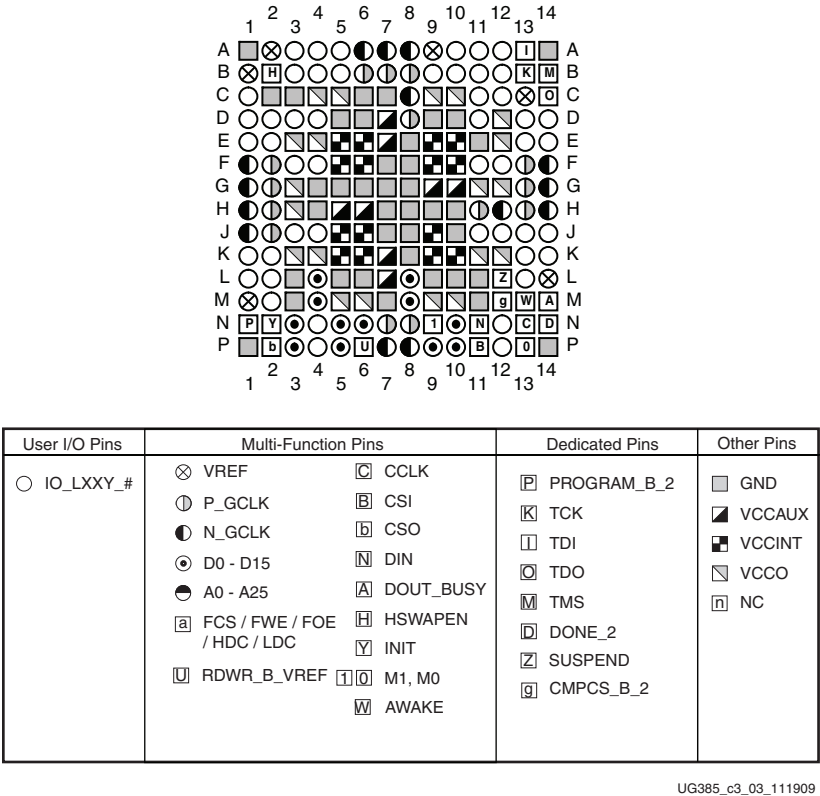 2 4 6 8 10 12 14
1 3 5 7 9 11 13
A I A
B H K M B
C O C
D D
E E
F F
G G
H H
J J
K K
L Z L
M g W A M
N P Y 1 N C D N
P b U B 0 P
2 4 6 8 10 12 14
1 3 5 7 9 11 13
User I/O Pins Multi-Function Pins Dedicated Pins Other Pins
IO_LXXY_#
VREF
P_GCLK
N_GCLK
D0 - D15
A0 - A25
a FCS / FWE / FOE
/ HDC / LDC
U RDWR_B_VREF
C CCLK
B CSI
b CSO
N DIN
A DOUT_BUSY
H HSWAPEN
Y INIT
1 0 M1, M0
W AWAKE
P PROGRAM_B_2
K TCK
I TDI
O TDO
M TMS
D DONE_2
Z SUSPEND
g CMPCS_B_2
GND
VCCAUX
VCCINT
VCCO
n NC
UG385_c3_03_111909